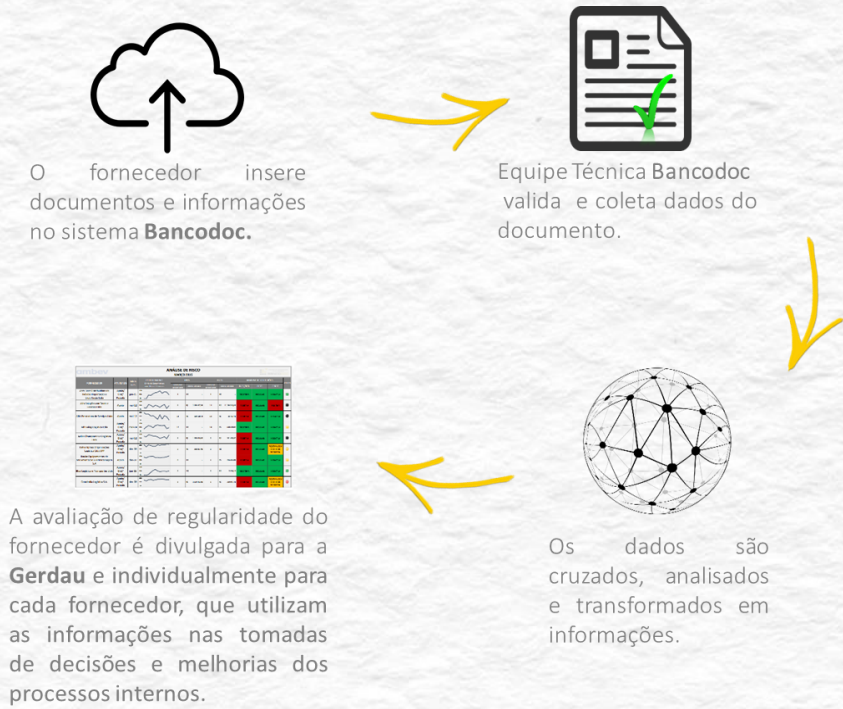 O fornecedor insere
documentos e informações
no sistema Bancodoc.
Equipe Técnica Bancodoc
valida e coleta dados do
documento.
Os dados são
cruzados, analisados
e transformados em
informações.
ANÁLISE DE RISCO
A avaliação de regularidade do
fornecedor é divulgada para a
Gerdau e individualmente para
cada fornecedor, que utilizam
as informações nas tomadas
de decisões e melhorias dos
processos internos.